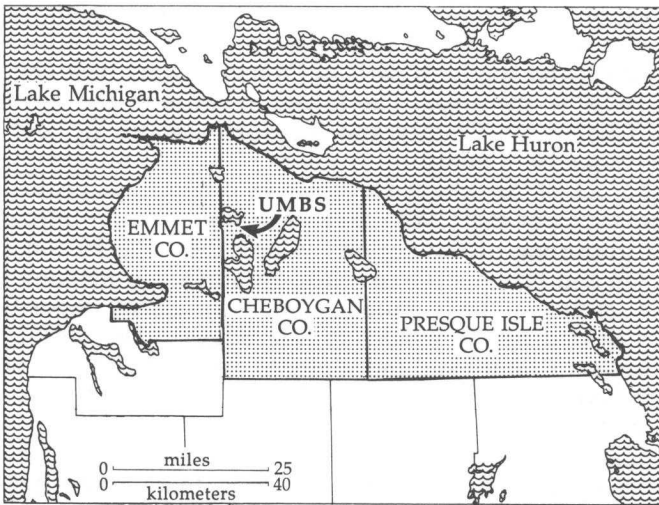 Lake Michigan
Lake Huron
UMBS
EMMET
CO.
CHEBOYGAN
CO.
PRESQUE ISLE
CO.
miles
0 25
0 40
kilometers